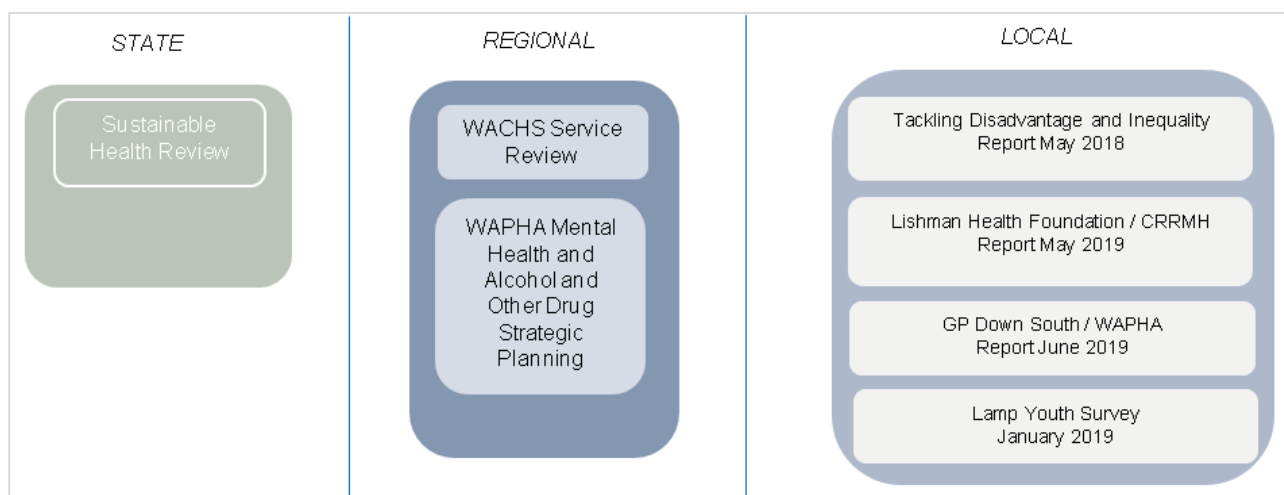 STATE
Sustainable
Health Review
REGIONAL
WACHS Service
Review
WAPHA Mental
Health and
Alcohol and
Other Drug
Strategic
Planning
LOCAL
Tackling Disadvantage and Inequality
Report May 2018
Lishman Health Foundation / CRRMH
Report May 2019
GP Down South / WAPHA
Report June 2019
Lamp Youth Survey
January 2019